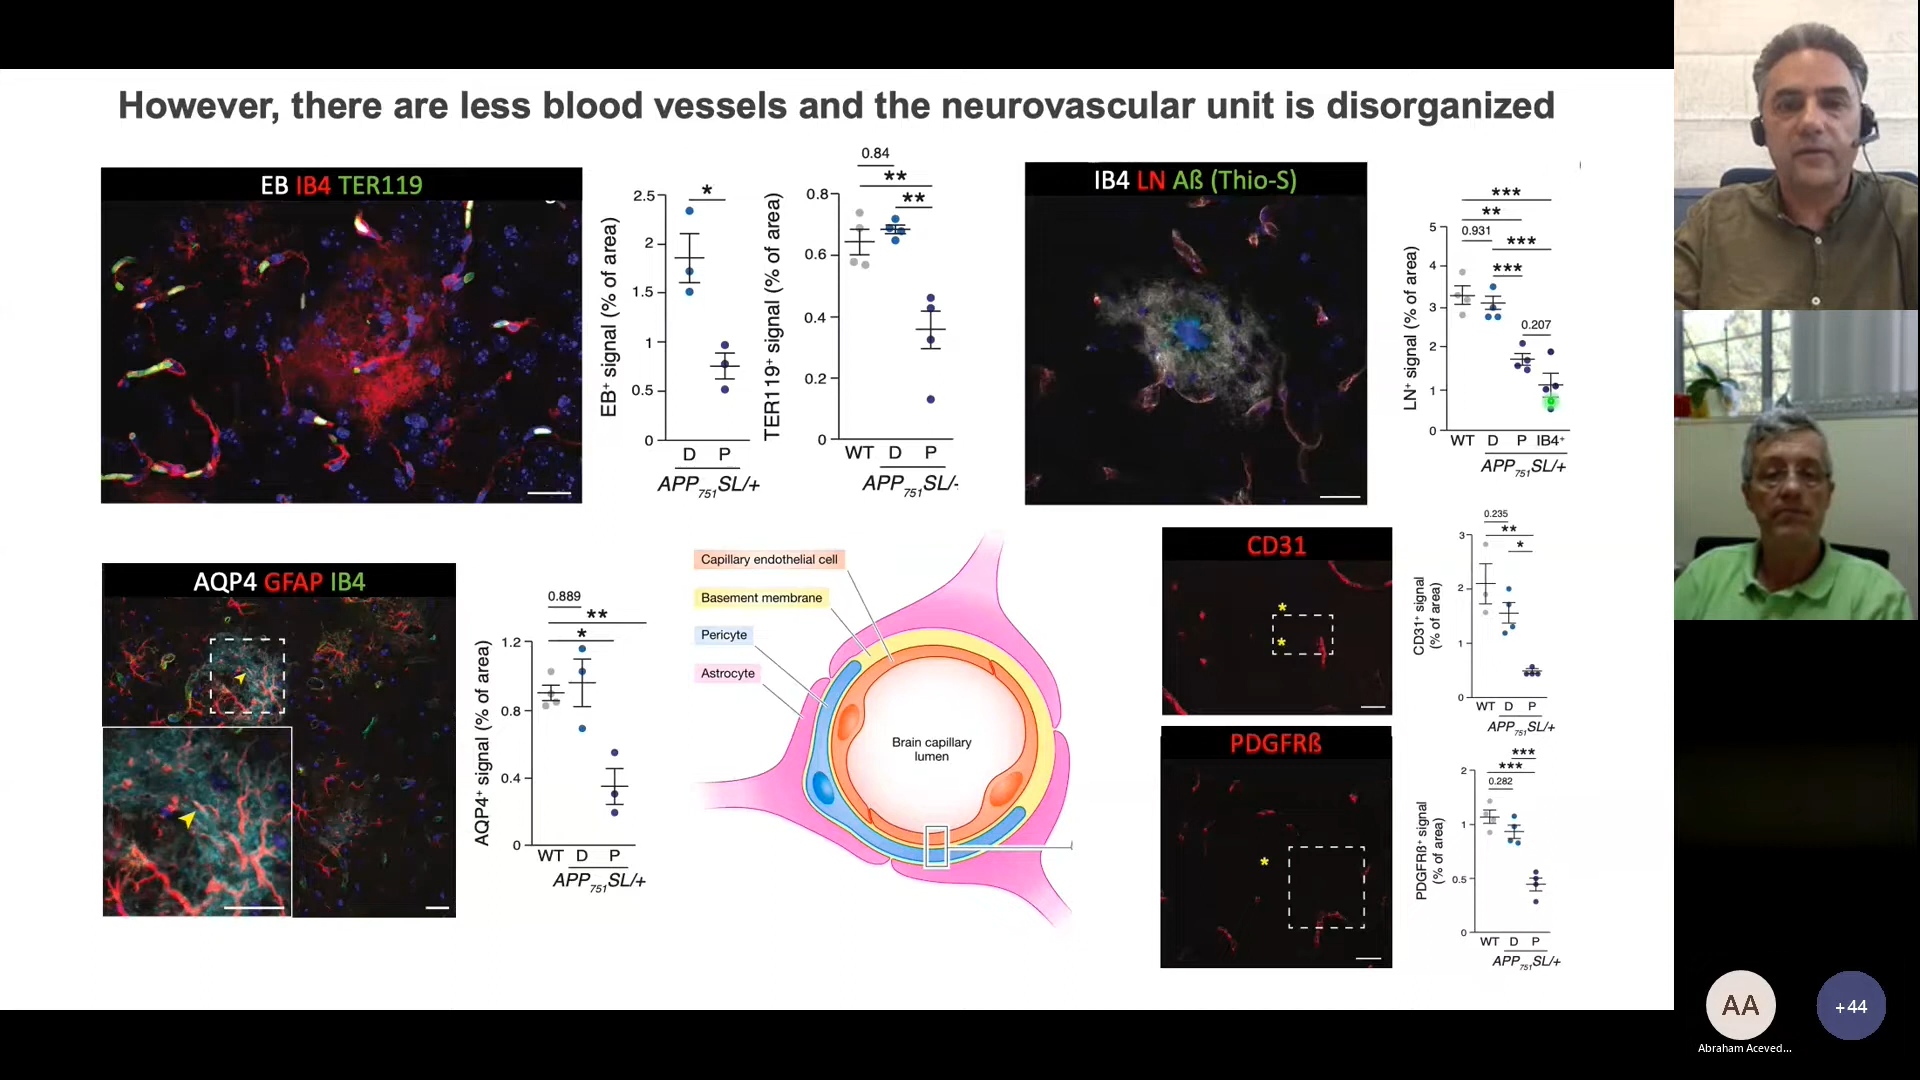 However, there are less blood vessels and the neurovascular unit is disorganized
EB IB4 TER119
EB⁺ signal (% of area)
2.5
2
1.5
1
0.5
0
*
D P
APP751SL/+
TER119⁺ signal (% of area)
0.84
**
**
0.8
0.6
0.4
0.2
0
WT D P
APP751SL/-
IB4 LN Aß (Thio-S)
LN⁺ signal (% of area)
***
**
0.931
***
***
0.207
5
4
3
2
1
0
WT D P IB4⁺
APP751SL/+
AQP4 GFAP IB4
AQP4⁺ signal (% of area)
0.889
**
*
1.2
0.8
0.4
0
WT D P
APP751SL/+
Capillary endothelial cell
Basement membrane
Pericyte
Astrocyte
Brain capillary
lumen
CD31
*
*
CD31⁺ signal
(% of area)
0.235
**
*
3
2
1
0
WT D P
APP751SL/+
PDGFRß
*
PDGFRß⁺ signal
(% of area)
***
***
0.282
2
1
0.5
0
WT D P
APP751SL/+
AA
Abraham Aceved...
+44